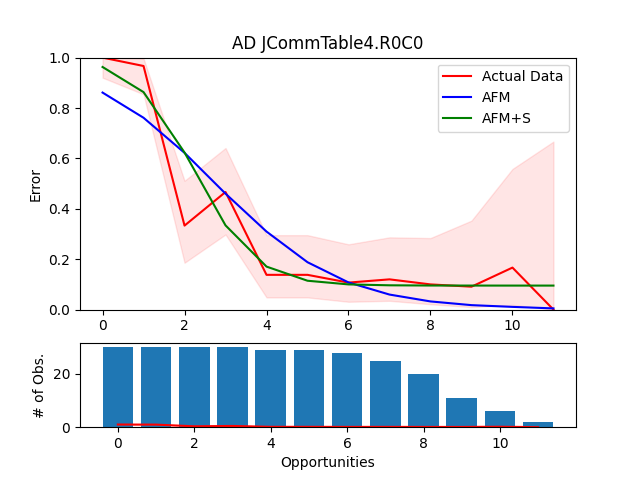 AD JCommTable4.R0C0
Actual Data
AFM
AFM+S
Error
1.0
0.8
0.6
0.4
0.2
0.0
0 2 4 6 8 10
# of Obs.
20
0
0 2 4 6 8 10
Opportunities